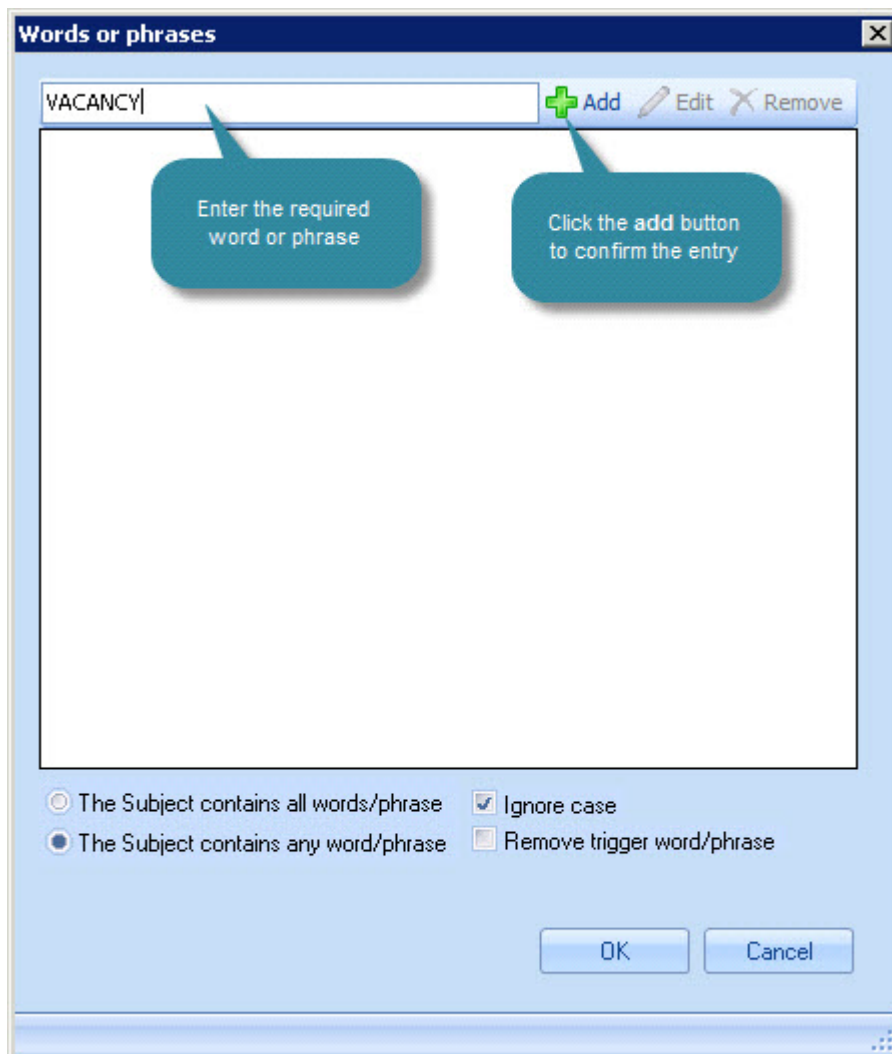 Words or phrases
VACANCY
Add Edit Remove
Enter the required
word or phrase
Click the add button
to confirm the entry
The Subject contains all words/phrase
Ignore case
The Subject contains any word/phrase
Remove trigger word/phrase
OK
Cancel